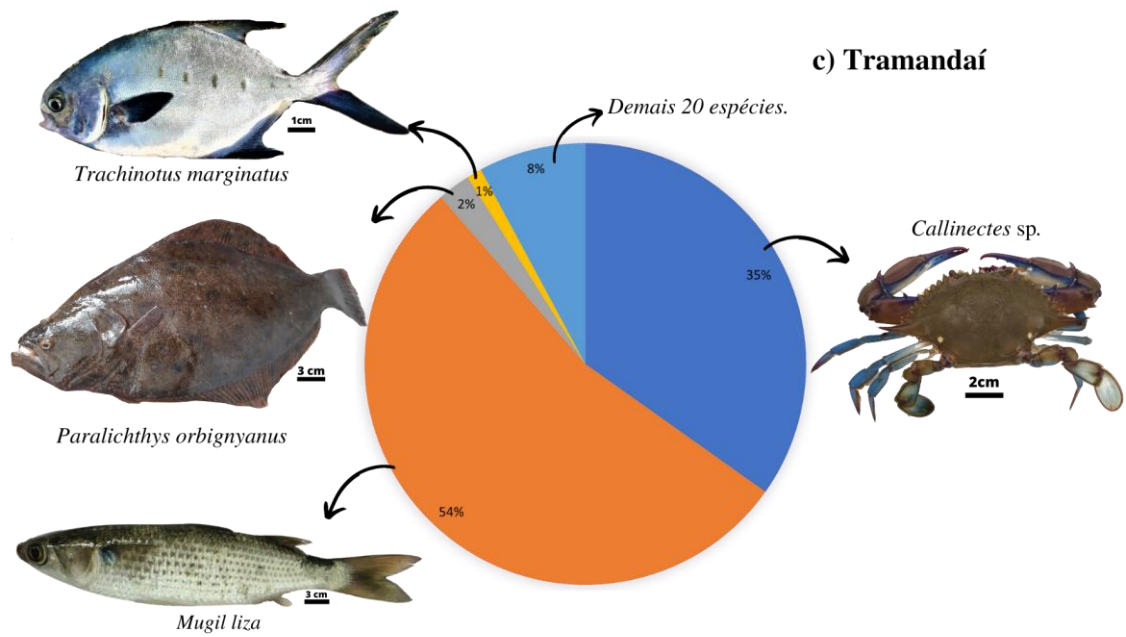 c) Tramandaí
1cm
Trachinotus marginatus
Demais 20 espécies.
8%
1%
2%
Callinectes sp.
35%
2cm
3 cm
Paralichthys orbignyanus
54%
3 cm
Mugil liza